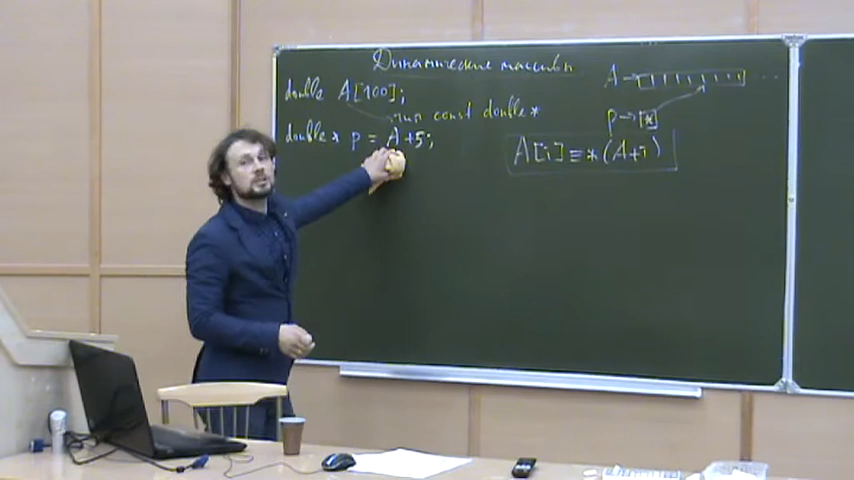 Динамические массивы
double A[100];
тип const double*
double* p = A+5;
A→
p→ *
A[i]≡*(A+i)